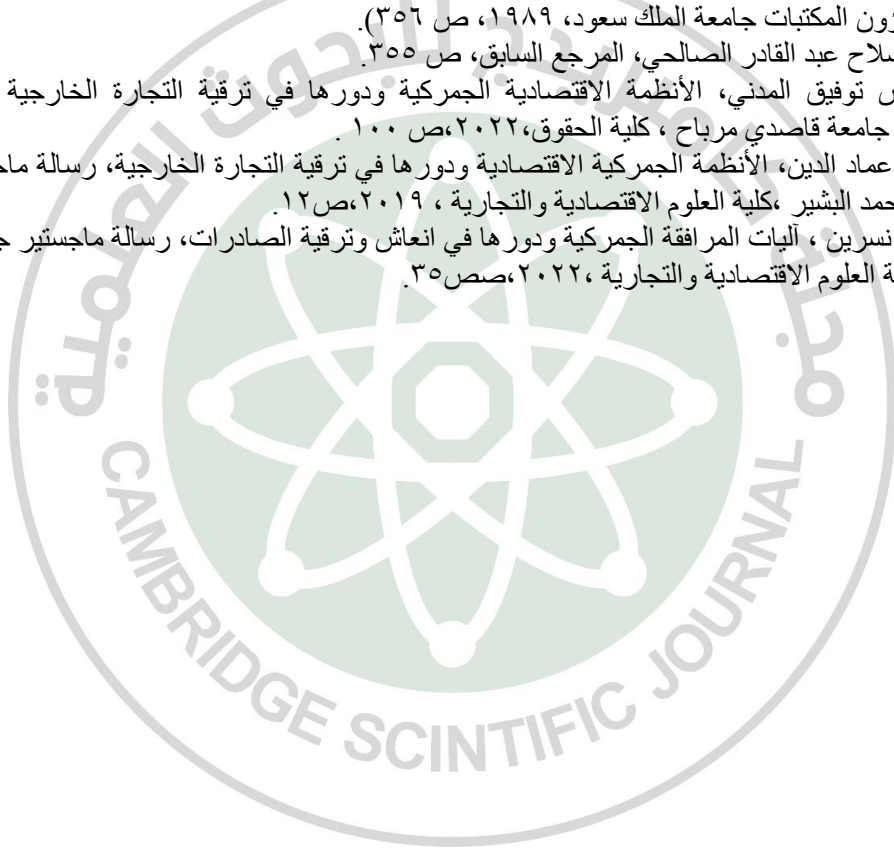 ؤون المكتبات جامعة الملك سعود، ١٩٨٩، ص ٣٥٦).
صلاح عبد القادر الصالحي، المرجع السابق، ص ٣٥٥.
توفيق المدني، الأنظمة الاقتصادية الجمركية ودورها في ترقية التجارة الخارجية
جامعة قاصدي مرباح ، كلية الحقوق،٢٠٢٢،ص ١٠٠ .
عماد الدين، الأنظمة الجمركية الاقتصادية ودورها في ترقية التجارة الخارجية، رسالة ماج
حمد البشير ،كلية العلوم الاقتصادية والتجارية ، ٢٠١٩،ص١٢.
نسرين ، آليات المرافقة الجمركية ودورها في انعاش وترقية الصادرات، رسالة ماجستير ج
ة العلوم الاقتصادية والتجارية ،٢٠٢٢،صص٣٥.
CAMBRIDGE SCINTIFIC JOURNAL